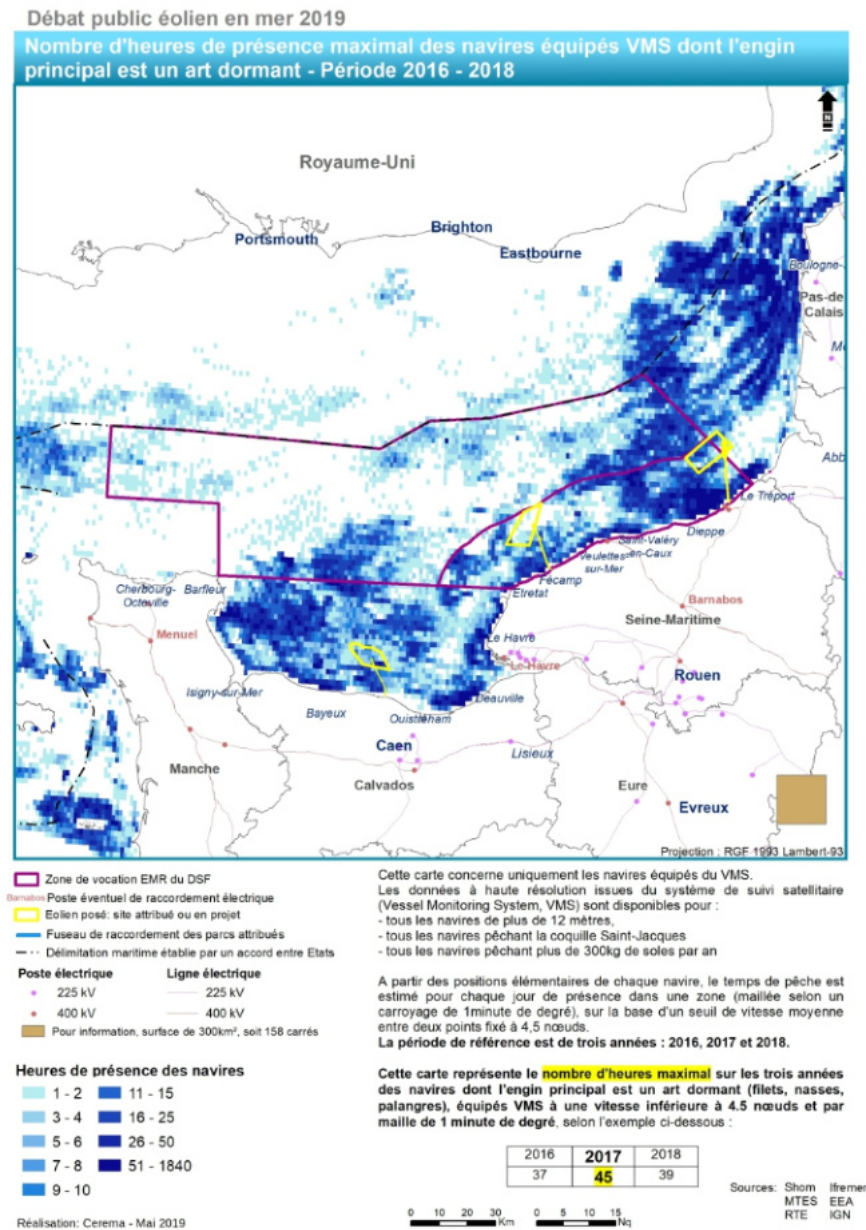 Débat public éolien en mer 2019
Nombre d'heures de présence maximal des navires équipés VMS dont l'engin
principal est un art dormant - Période 2016 - 2018
N
Royaume-Uni
Portsmouth
Brighton
Eastbourne
Boulogne-
Pas-de
Calais
Abb
Le Tréport
Dieppe
Saint-Valéry
-en-Caux
Veulettes-
sur-Mer
Fécamp
Etretat
Cherbourg-
Octeville
Barfleur
Seine-Maritime
Barnabos
Menuel
Le Havre
Le-Havre
Rouen
Isigny-sur-Mer
Deauville
Bayeux
Ouistreham
Caen
Lisieux
Manche
Calvados
Eure
Evreux
Projection : RGF 1993 Lambert-93
Zone de vocation EMR du DSF
Barnabos Poste éventuel de raccordement électrique
Eolien posé: site attribué ou en projet
Fuseau de raccordement des parcs attribués
Délimitation maritime établie par un accord entre Etats
Poste électrique
Ligne électrique
225 kV
225 kV
400 kV
400 kV
Pour information, surface de 300km², soit 158 carrés
Heures de présence des navires
1 - 2
11 - 15
3 - 4
16 - 25
5 - 6
26 - 50
7 - 8
51 - 1840
9 - 10
Réalisation: Cerema - Mai 2019
Cette carte concerne uniquement les navires équipés du VMS.
Les données à haute résolution issues du système de suivi satellitaire
(Vessel Monitoring System, VMS) sont disponibles pour :
- tous les navires de plus de 12 mètres,
- tous les navires pêchant la coquille Saint-Jacques
- tous les navires pêchant plus de 300kg de soles par an
A partir des positions élémentaires de chaque navire, le temps de pêche est
estimé pour chaque jour de présence dans une zone (maillée selon un
carroyage de 1minute de degré), sur la base d'un seuil de vitesse moyenne
entre deux points fixé à 4,5 nœuds.
La période de référence est de trois années : 2016, 2017 et 2018.
Cette carte représente le nombre d'heures maximal sur les trois années
des navires dont l'engin principal est un art dormant (filets, nasses,
palangres), équipés VMS à une vitesse inférieure à 4.5 nœuds et par
maille de 1 minute de degré, selon l'exemple ci-dessous :
2016 2017 2018
37 45 39
0 10 20 30
Km
0 5 10 15
Nq
Sources: Shom Ifremer
MTES EEA
RTE IGN